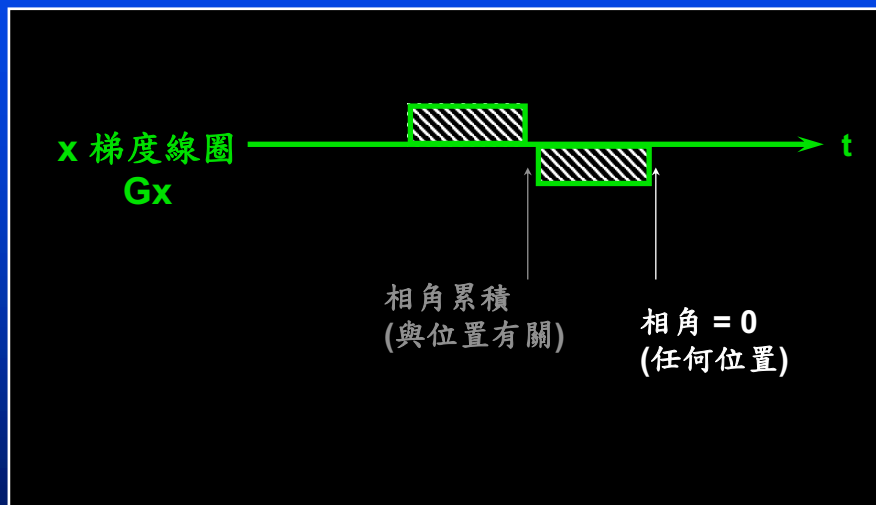 x 梯度線圈
Gx
t
相角累積
(與位置有關)
相角 = 0
(任何位置)